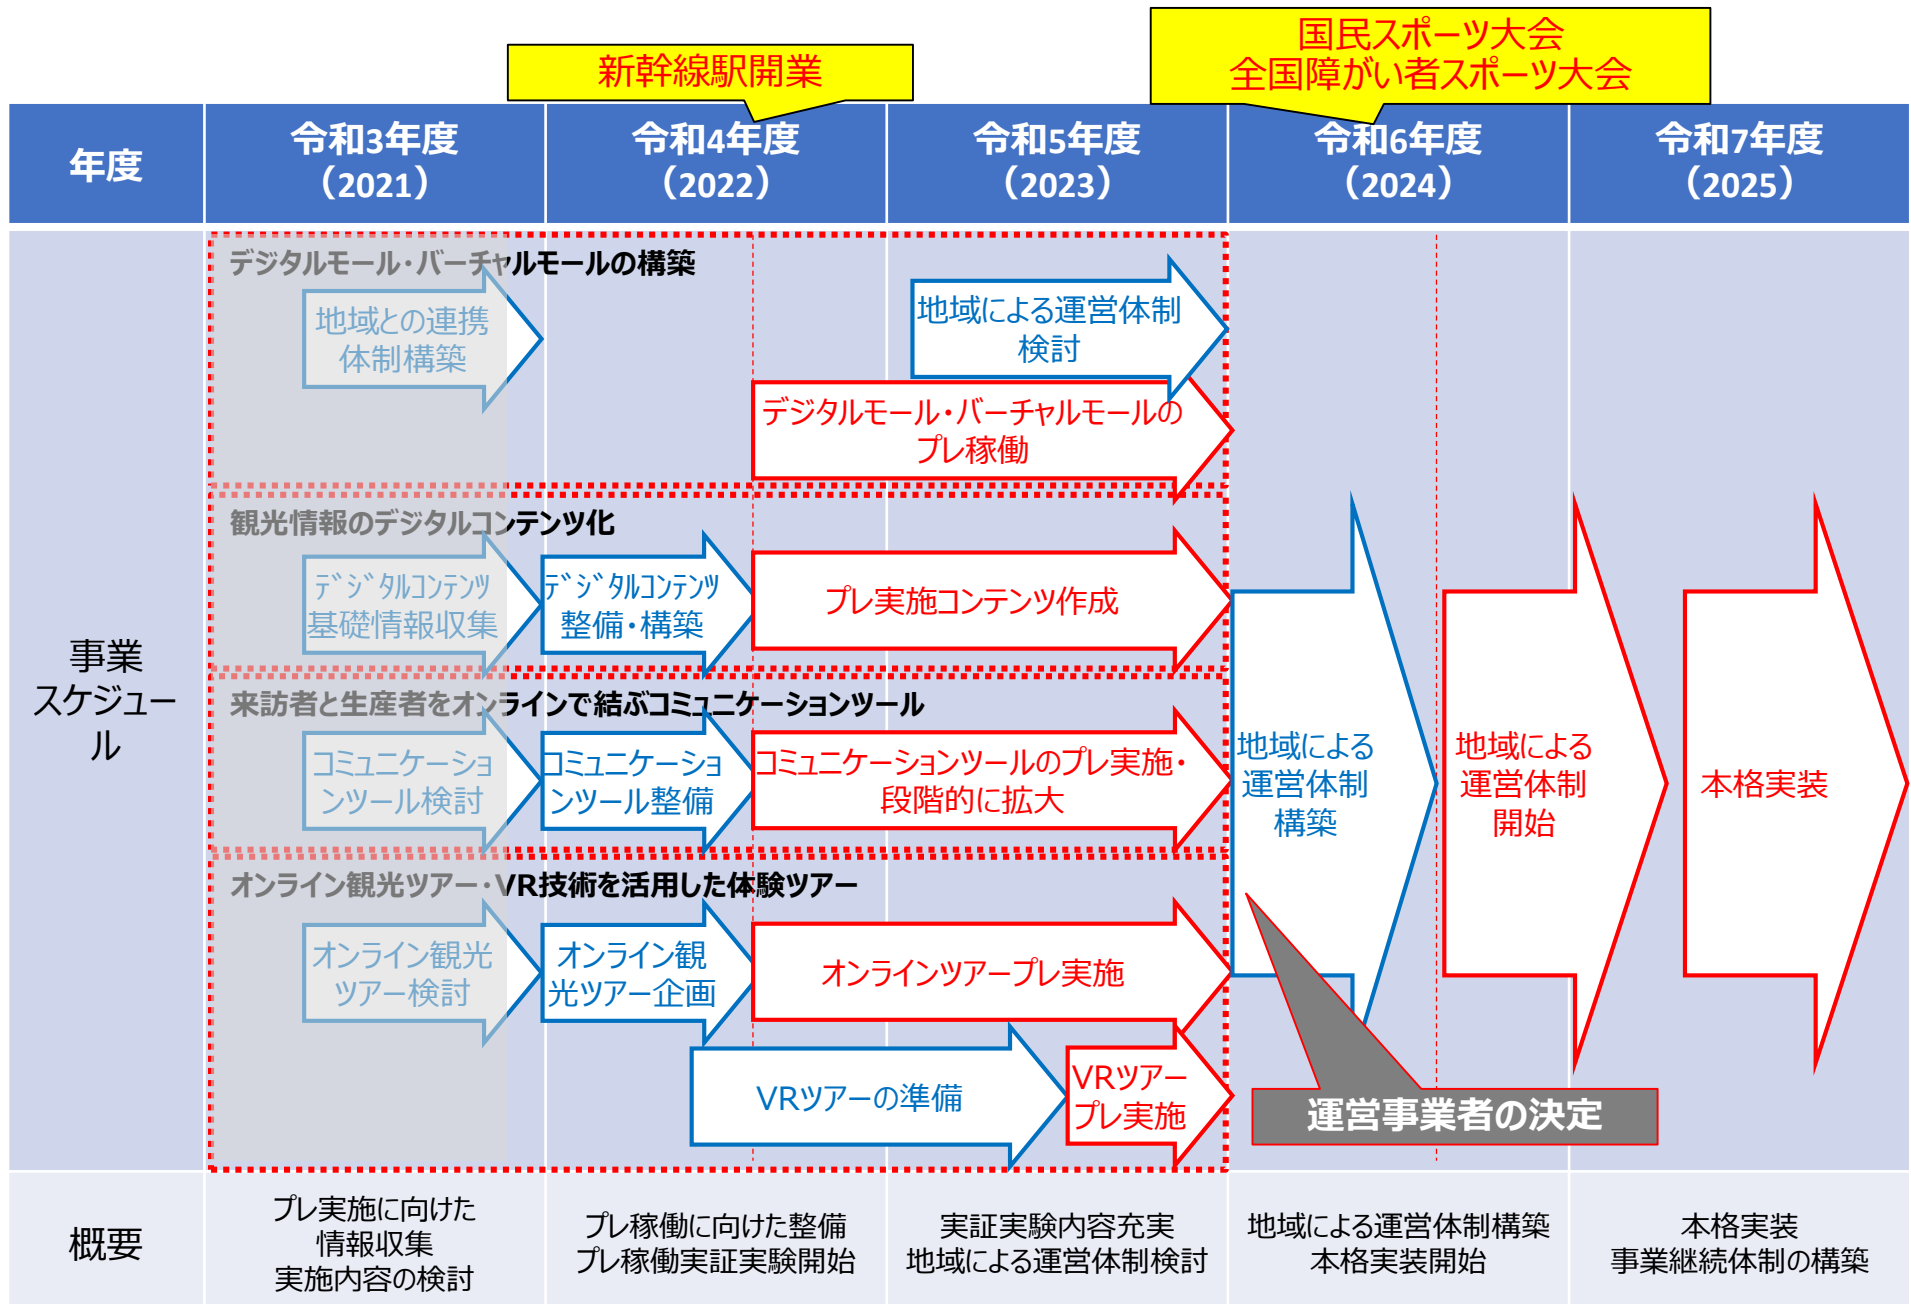 新幹線駅開業
国民スポーツ大会
全国障がい者スポーツ大会
年度
令和3年度
（2021）
令和4年度
（2022）
令和5年度
（2023）
令和6年度
（2024）
令和7年度
（2025）
事業
スケジュー
ル
デジタルモール・バーチャルモールの構築
地域との連携
体制構築
地域による運営体制
検討
デジタルモール・バーチャルモールの
プレ稼働
観光情報のデジタルコンテンツ化
ﾃﾞｼﾞﾀﾙコンテンツ
基礎情報収集
ﾃﾞｼﾞﾀﾙコンテンツ
整備・構築
プレ実施コンテンツ作成
来訪者と生産者をオンラインで結ぶコミュニケーションツール
コミュニケーショ
ンツール検討
コミュニケーショ
ンツール整備
コミュニケーションツールのプレ実施・
段階的に拡大
オンライン観光ツアー・VR技術を活用した体験ツアー
オンライン観光
ツアー検討
オンライン観
光ツアー企画
オンラインツアープレ実施
VRツアーの準備
VRツアー
プレ実施
地域による
運営体制
構築
地域による
運営体制
開始
本格実装
運営事業者の決定
概要
プレ実施に向けた
情報収集
実施内容の検討
プレ稼働に向けた整備
プレ稼働実証実験開始
実証実験内容充実
地域による運営体制検討
地域による運営体制構築
本格実装開始
本格実装
事業継続体制の構築